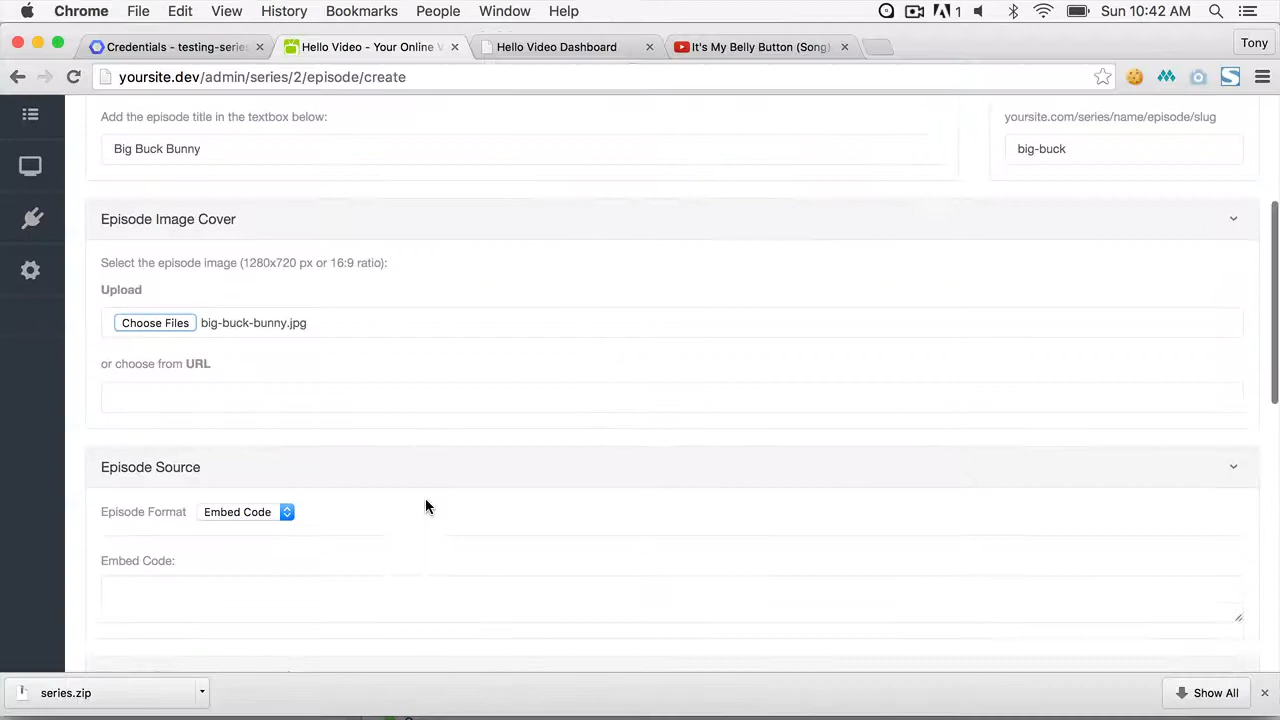 Chrome File Edit View History Bookmarks People Window Help 1 Sun 10:42 AM
Credentials - testing-serie Hello Video - Your Online V Hello Video Dashboard It's My Belly Button (Song) Tony
yoursite.dev/admin/series/2/episode/create
Add the episode title in the textbox below: yoursite.com/series/name/episode/slug
Big Buck Bunny big-buck
Episode Image Cover
Select the episode image (1280x720 px or 16:9 ratio):
Upload
Choose Files big-buck-bunny.jpg
or choose from URL
Episode Source
Episode Format Embed Code
Embed Code:
series.zip Show All